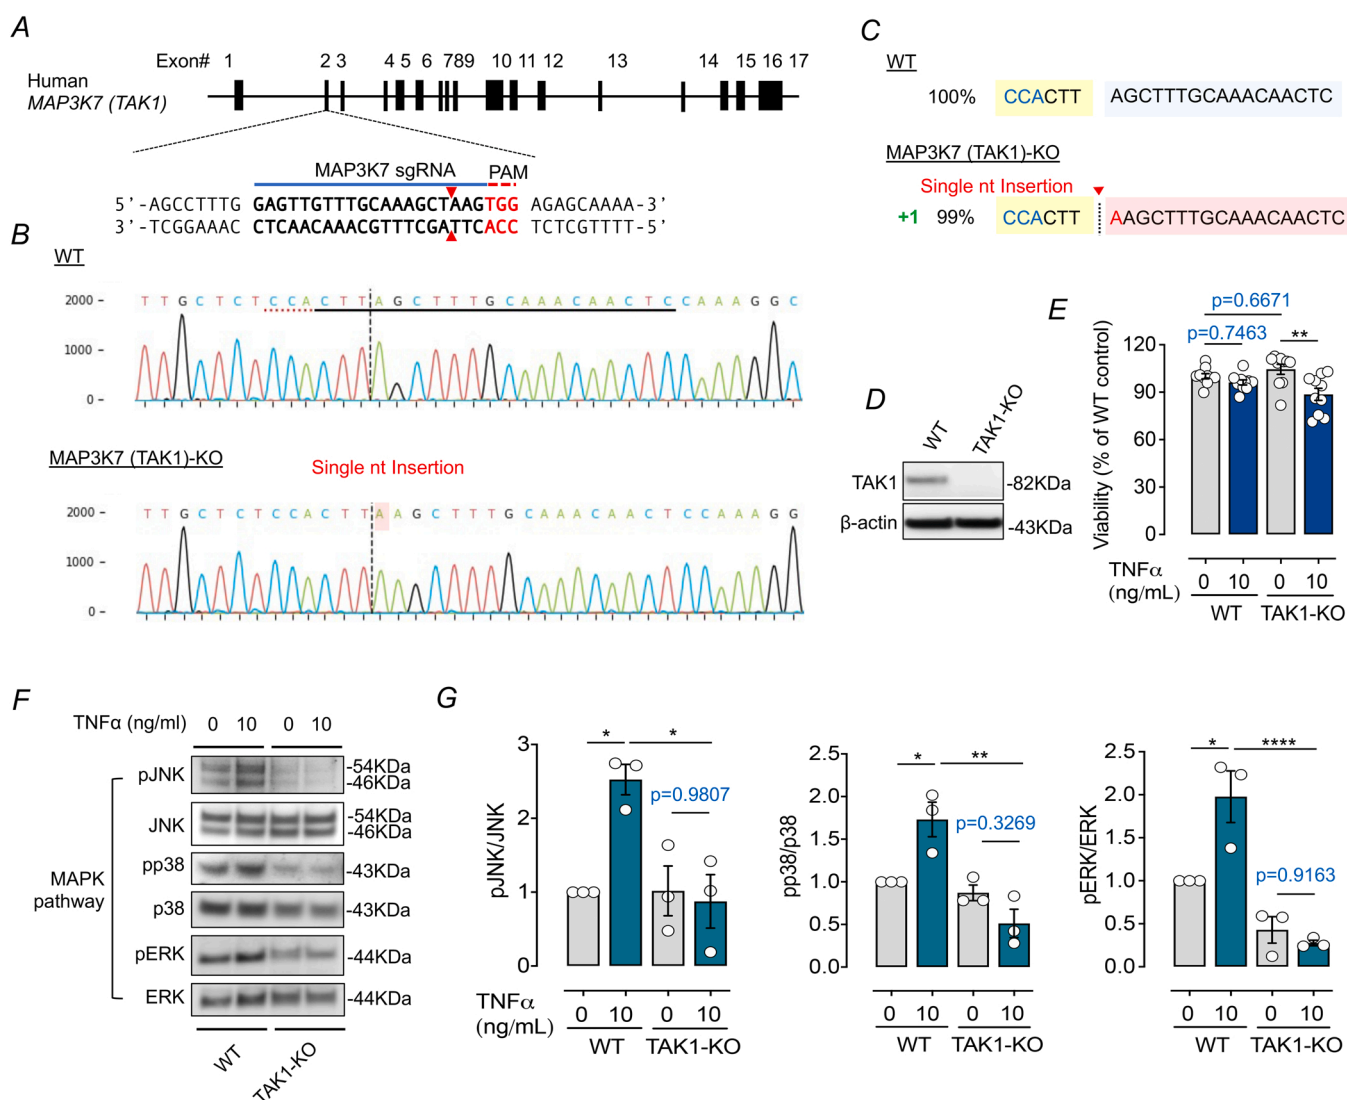 A
Exon# 1 2 3 4 5 6 7 8 9 10 11 12 13 14 15 16 17
Human
MAP3K7 (TAK1)
MAP3K7 sgRNA PAM
5’-AGCCTTTG GAGTTGTTTGCAAAGCTAAGTGG AGAGCAAAA-3’
3’-TCGGAAAC CTCAACAAACGTTTCGATTCACC TCTCGTTTT-5’
B
WT
2000
T T G C T C T C C A C T T A G C T T T G C A A A C A A C T C C A A A G G C
1000
0
MAP3K7 (TAK1)-KO
Single nt Insertion
2000
T T G C T C T C C A C T T A A G C T T T G C A A A C A A C T C C A A A G G
1000
0
C
WT
100% CCACTT AGCTTTGCAAACAACTC
MAP3K7 (TAK1)-KO
Single nt Insertion
+1 99% CCACTT AAGCTTTGCAAACAACTC
D
WT TAK1-KO
TAK1 -82KDa
β-actin -43KDa
E
p=0.6671
p=0.7463 **
Viability (% of WT control)
120
90
60
30
0
TNFα 0 10 0 10
(ng/mL)
WT TAK1-KO
F
TNFα (ng/ml) 0 10 0 10
pJNK -54KDa
-46KDa
JNK -54KDa
-46KDa
pp38 -43KDa
MAPK
pathway
p38 -43KDa
pERK -44KDa
ERK -44KDa
WT TAK1-KO
G
pJNK/JNK
3
2
1
0
* *
p=0.9807
TNFα 0 10 0 10
(ng/mL)
WT TAK1-KO
pp38/p38
2.5
2.0
1.5
1.0
0.5
0.0
* **
p=0.3269
0 10 0 10
WT TAK1-KO
pERK/ERK
2.5
2.0
1.5
1.0
0.5
0.0
* ****
p=0.9163
0 10 0 10
WT TAK1-KO